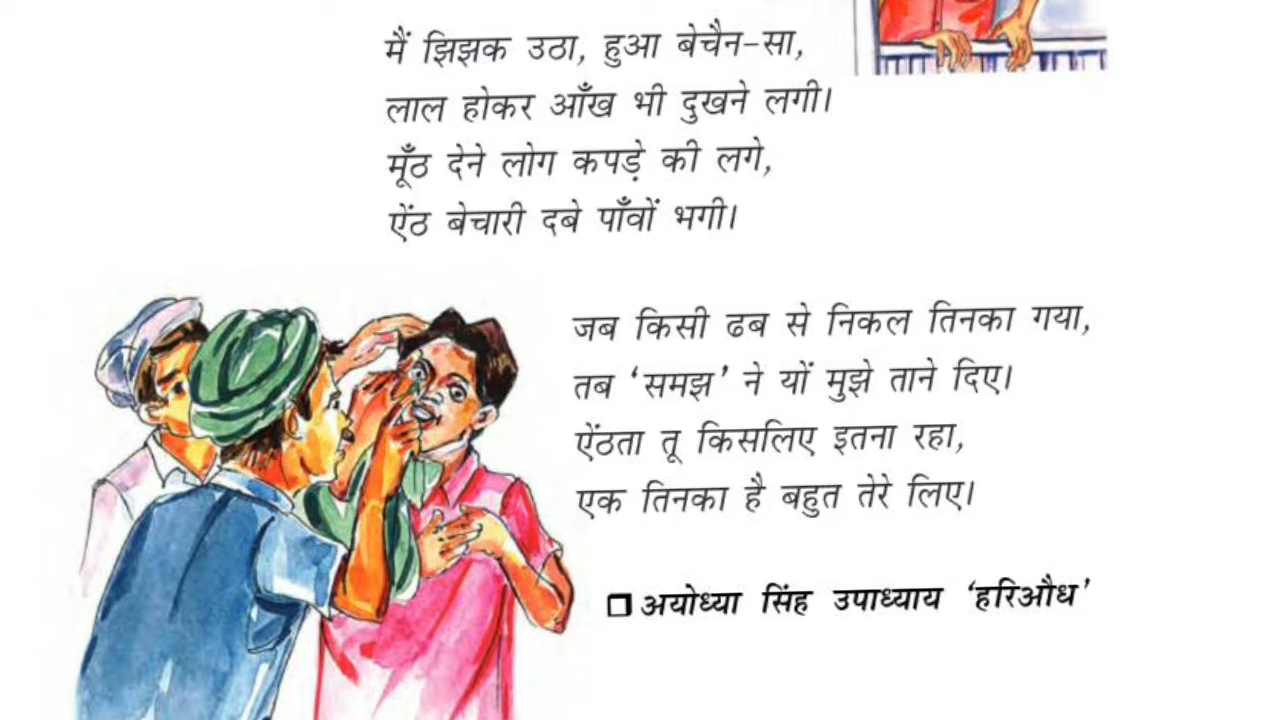 मैं झिझक उठा, हुआ बेचैन-सा,
लाल होकर आँख भी दुखने लगी।
मूँठ देने लोग कपड़े की लगे,
ऐंठ बेचारी दबे पाँवों भगी।
जब किसी ढब से निकल तिनका गया,
तब ‘समझ’ ने यों मुझे ताने दिए।
ऐंठता तू किसलिए इतना रहा,
एक तिनका है बहुत तेरे लिए।
□ अयोध्या सिंह उपाध्याय ‘हरिऔध’